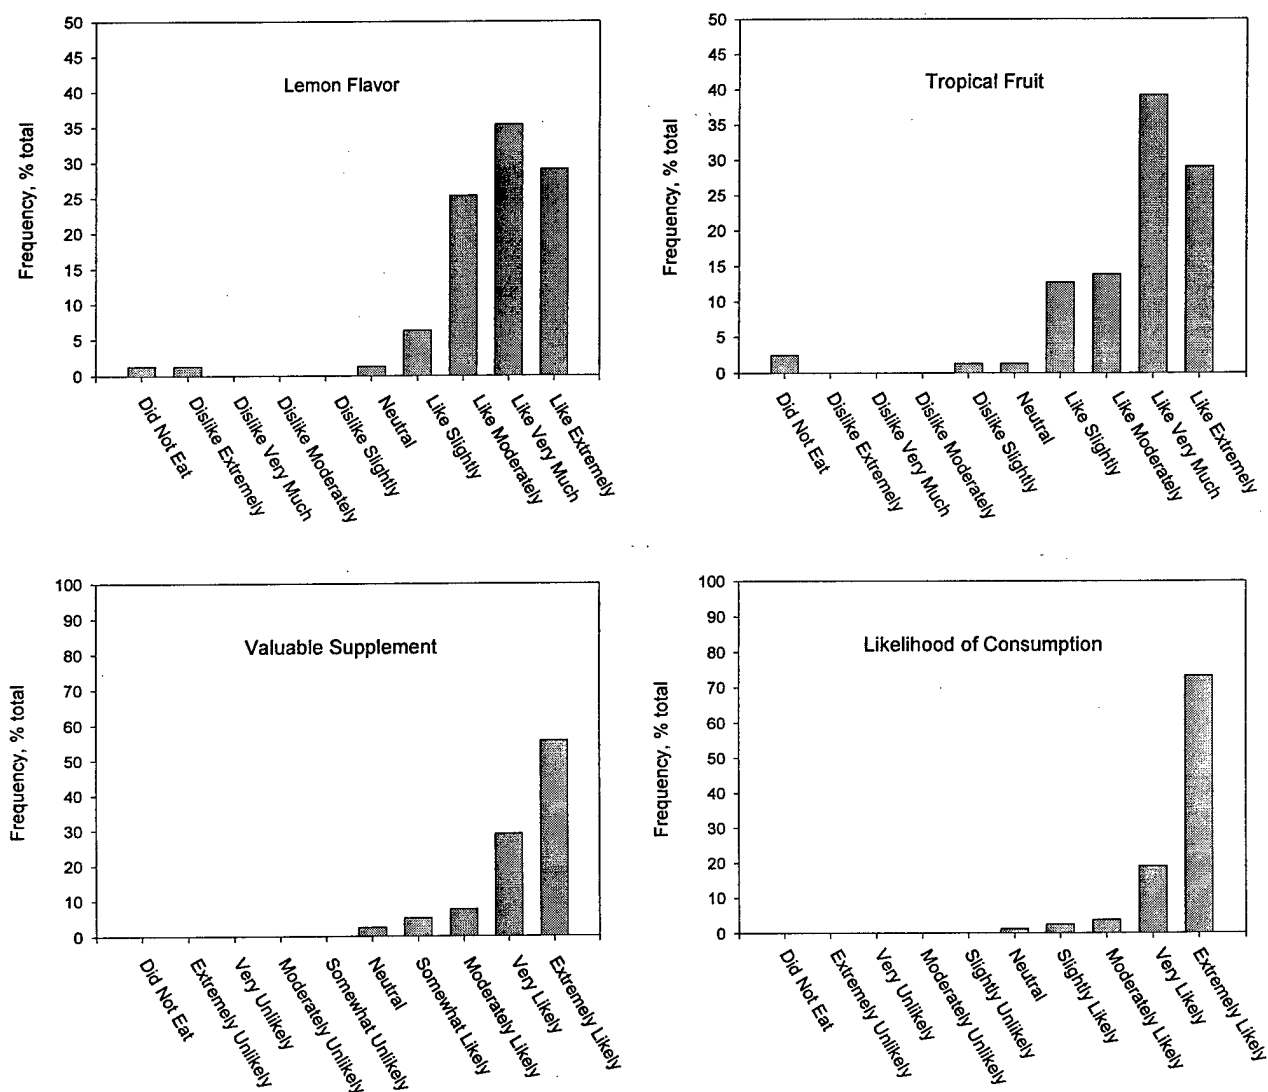 Lemon Flavor
Frequency, % total
50
45
40
35
30
25
20
15
10
5
0
Did Not Eat
Dislike Extremely
Dislike Very Much
Dislike Moderately
Dislike Slightly
Neutral
Like Slightly
Like Moderately
Like Very Much
Like Extremely
Tropical Fruit
Frequency, % total
50
45
40
35
30
25
20
15
10
5
0
Did Not Eat
Dislike Extremely
Dislike Very Much
Dislike Moderately
Dislike Slightly
Neutral
Like Slightly
Like Moderately
Like Very Much
Like Extremely
Valuable Supplement
Frequency, % total
100
90
80
70
60
50
40
30
20
10
0
Did Not Eat
Extremely Unlikely
Very Unlikely
Moderately Unlikely
Somewhat Unlikely
Neutral
Somewhat Likely
Moderately Likely
Very Likely
Extremely Likely
Likelihood of Consumption
Frequency, % total
100
90
80
70
60
50
40
30
20
10
0
Did Not Eat
Extremely Unlikely
Very Unlikely
Moderately Unlikely
Slightly Unlikely
Neutral
Slightly Likely
Moderately Likely
Very Likely
Extremely Likely